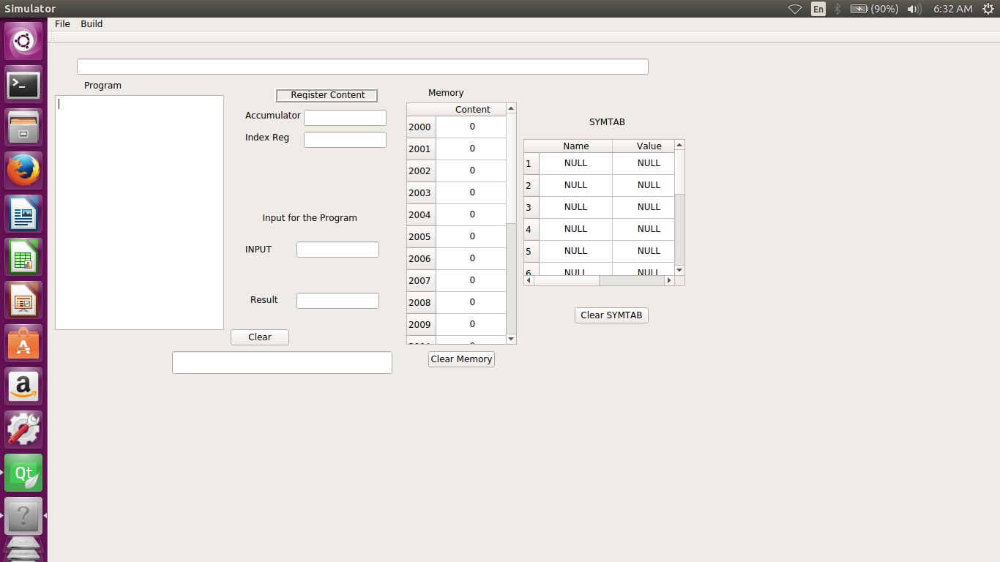 Simulator
En
(90%)
6:32 AM
File Build
Program
Register Content
Accumulator
Index Reg
Input for the Program
INPUT
Result
Clear
Memory
Content
2000 0
2001 0
2002 0
2003 0
2004 0
2005 0
2006 0
2007 0
2008 0
2009 0
Clear Memory
SYMTAB
Name Value
1 NULL NULL
2 NULL NULL
3 NULL NULL
4 NULL NULL
5 NULL NULL
6 NULL NULL
Clear SYMTAB
a
Qt
?